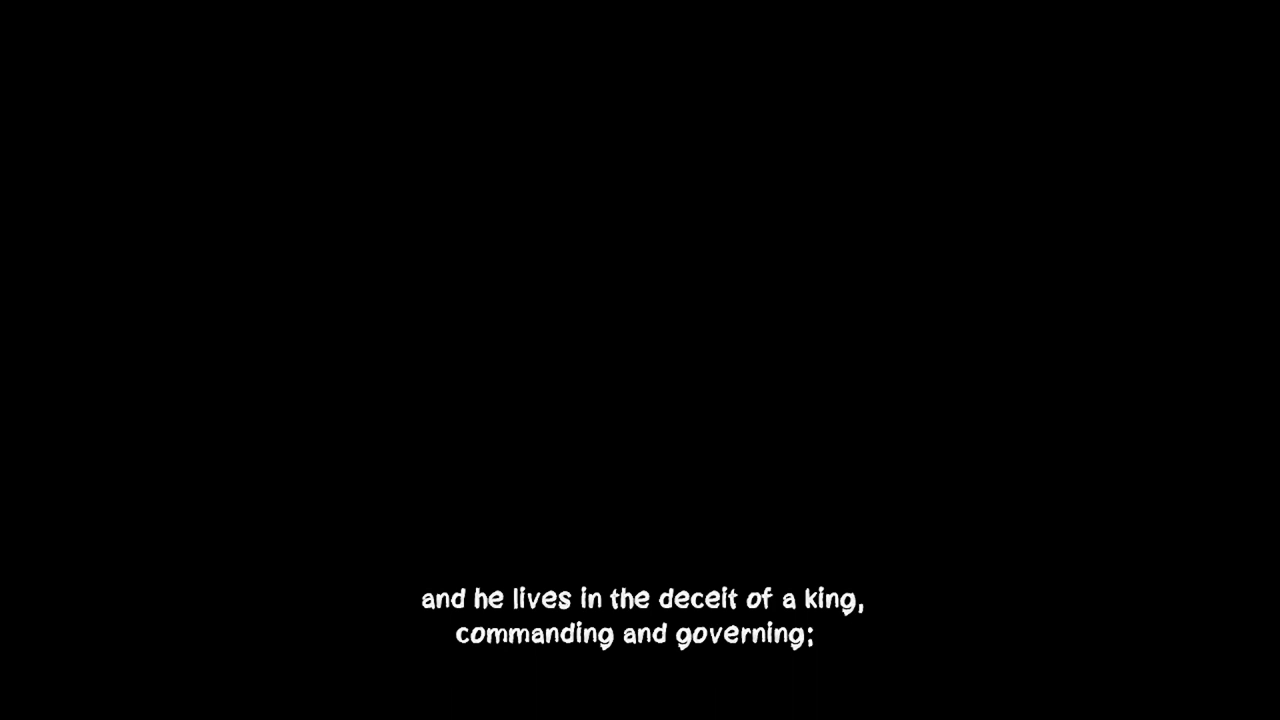 and he lives in the deceit of a king,
commanding and governing;